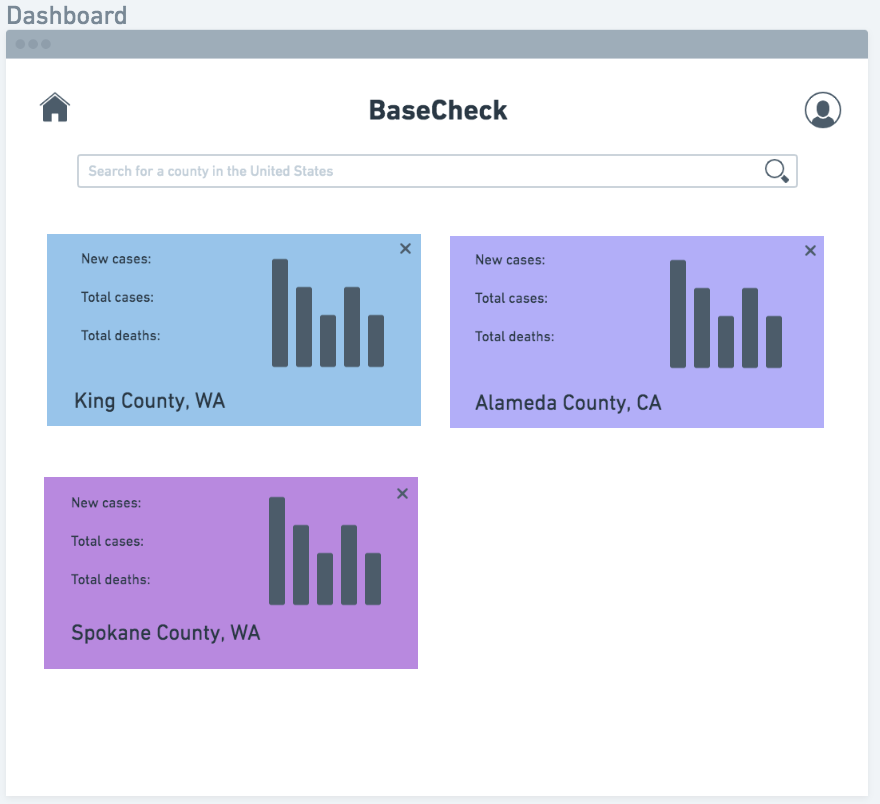 Dashboard
BaseCheck
Search for a county in the United States
New cases:
Total cases:
Total deaths:
King County, WA
New cases:
Total cases:
Total deaths:
Alameda County, CA
New cases:
Total cases:
Total deaths:
Spokane County, WA